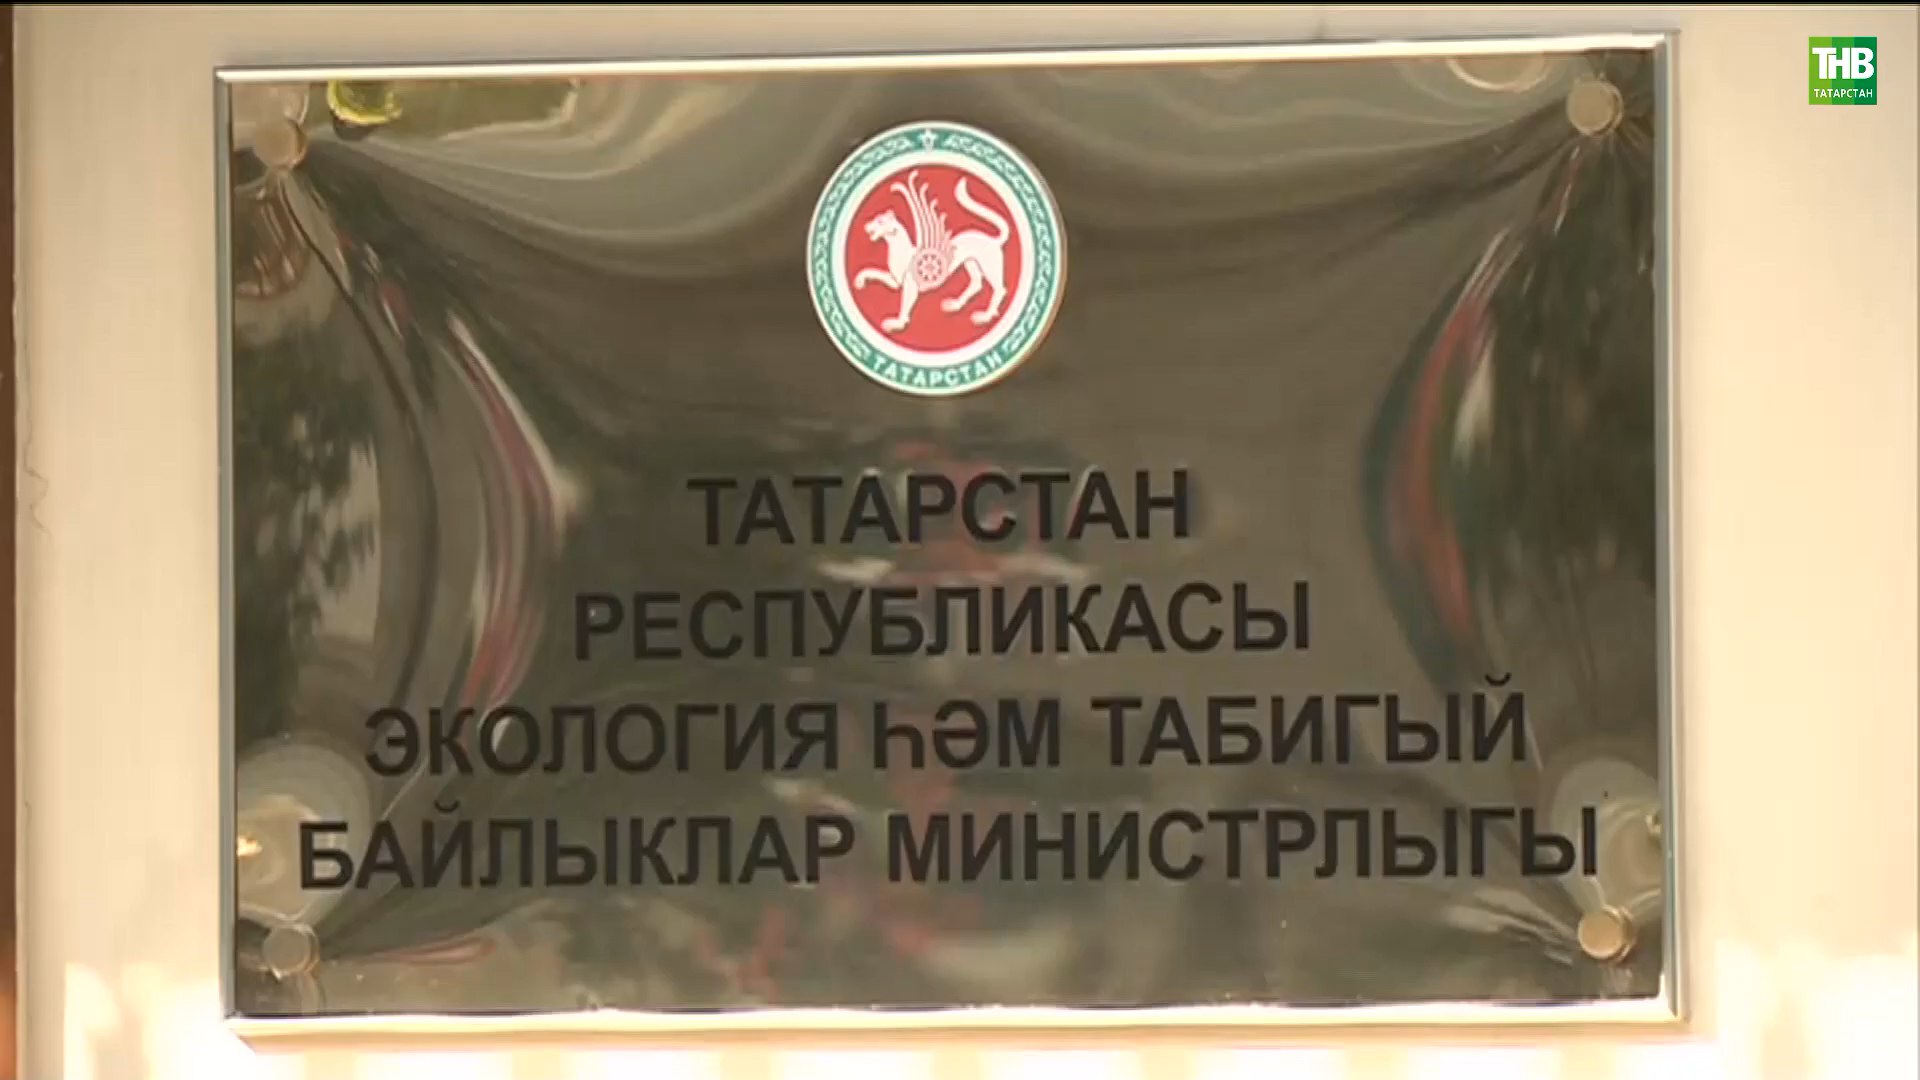 ТНВ
ТАТАРСТАН
ТАТАРСТАН
ТАТАРСТАН
РЕСПУБЛИКАСЫ
ЭКОЛОГИЯ ҺӘМ ТАБИГЫЙ
БАЙЛЫКЛАР МИНИСТРЛЫГЫ